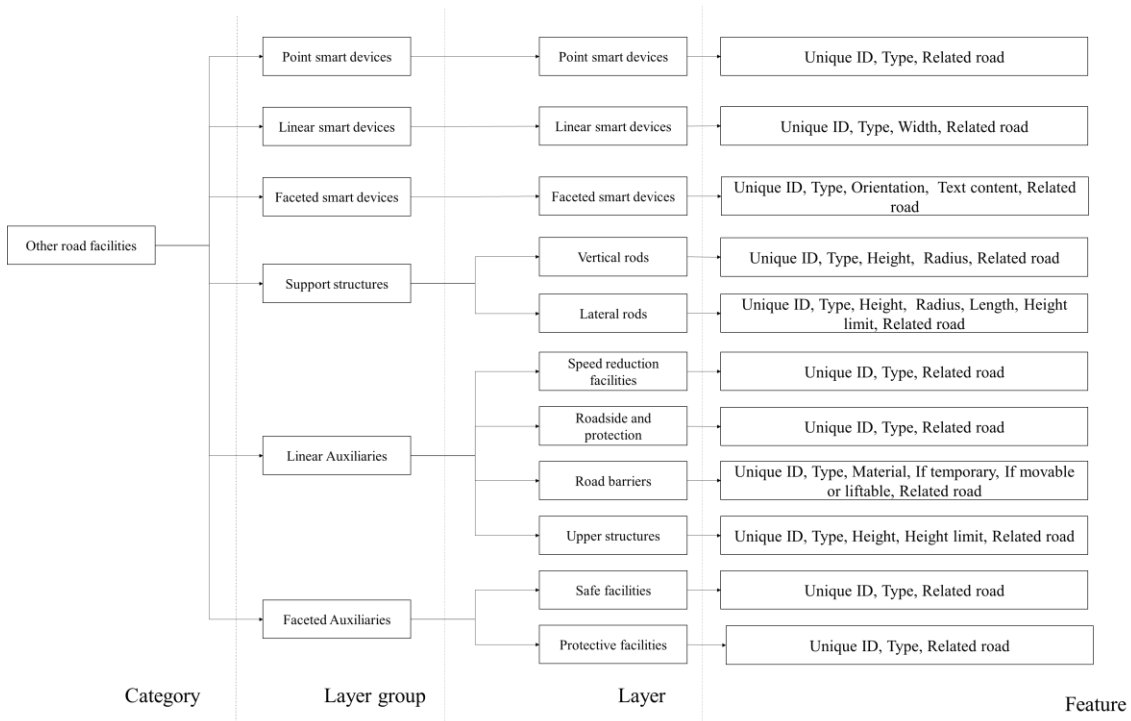 Point smart devices
Point smart devices
Unique ID, Type, Related road
Linear smart devices
Linear smart devices
Unique ID, Type, Width, Related road
Faceted smart devices
Faceted smart devices
Unique ID, Type, Orientation, Text content, Related
road
Other road facilities
Support structures
Vertical rods
Unique ID, Type, Height, Radius, Related road
Lateral rods
Unique ID, Type, Height, Radius, Length, Height
limit, Related road
Linear Auxiliaries
Speed reduction
facilities
Unique ID, Type, Related road
Roadside and
protection
Unique ID, Type, Related road
Road barriers
Unique ID, Type, Material, If temporary, If movable
or liftable, Related road
Upper structures
Unique ID, Type, Height, Height limit, Related road
Faceted Auxiliaries
Safe facilities
Unique ID, Type, Related road
Protective facilities
Unique ID, Type, Related road
Category
Layer group
Layer
Feature